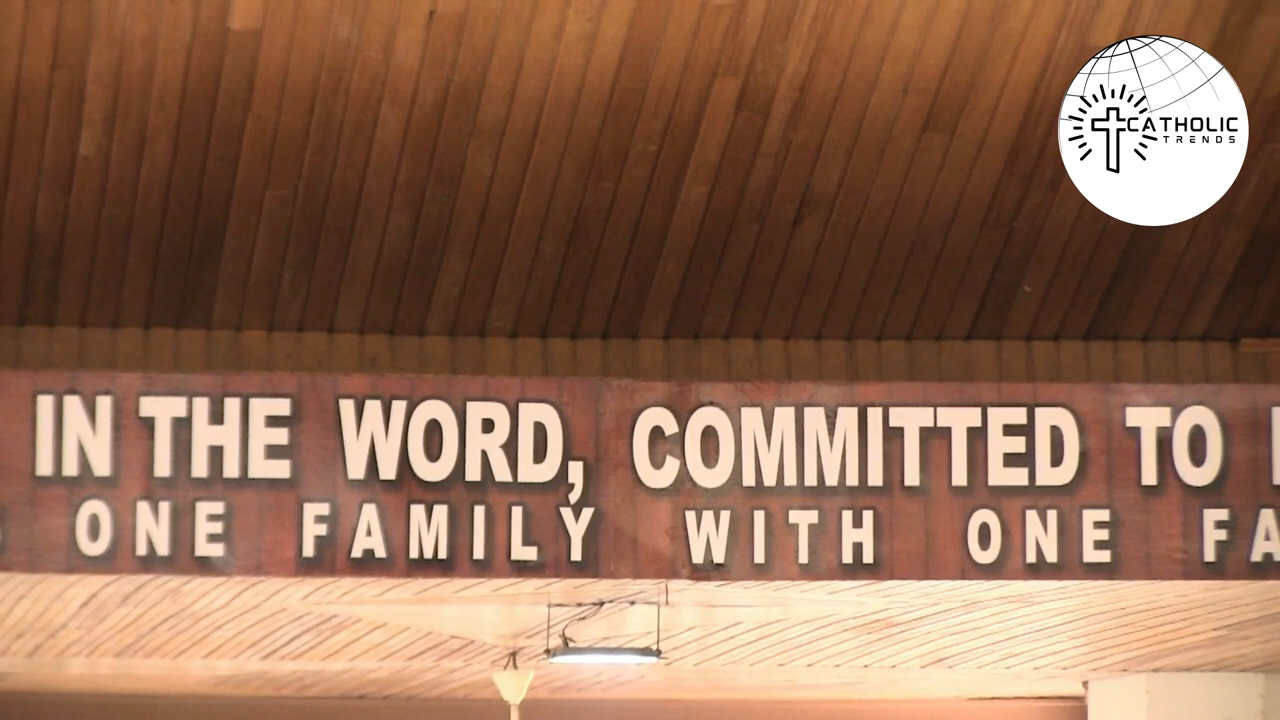 IN THE WORD, COMMITTED TO
ONE FAMILY WITH ONE
CATHOLIC
TRENDS